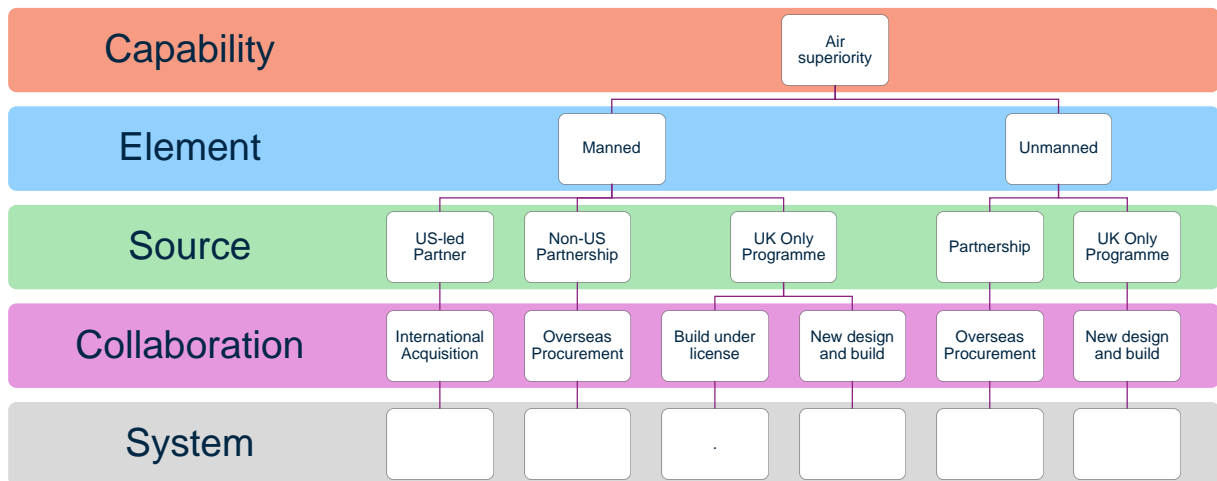 Capability
Air
superiority
Element
Manned
Unmanned
Source
US-led
Partner
Non-US
Partnership
UK Only
Programme
Partnership
UK Only
Programme
Collaboration
International
Acquisition
Overseas
Procurement
Build under
license
New design
and build
Overseas
Procurement
New design
and build
System
.